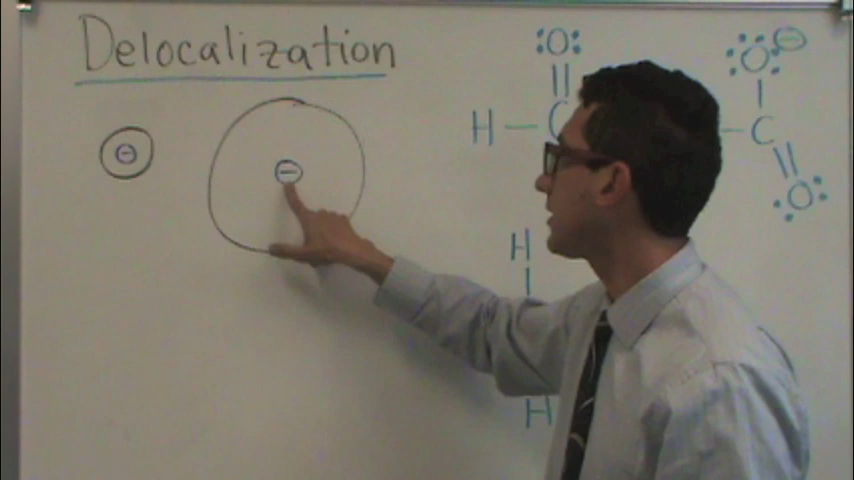 Delocalization
:O:
H – C
:O: ⊖
– C
O
H
H
⊖ ⊖